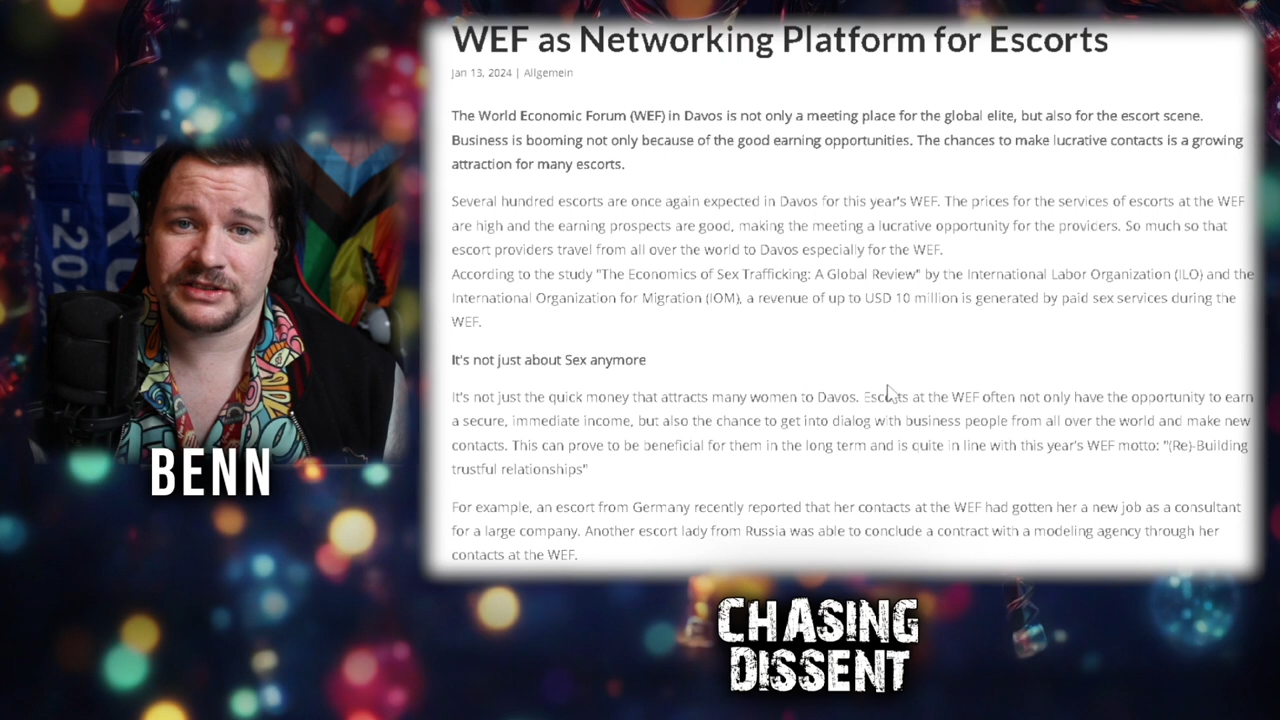 WEF as Networking Platform for Escorts
Jan 13, 2024 | Allgemein
The World Economic Forum (WEF) in Davos is not only a meeting place for the global elite, but also for the escort scene.
Business is booming not only because of the good earning opportunities. The chances to make lucrative contacts is a growing
attraction for many escorts.
Several hundred escorts are once again expected in Davos for this year's WEF. The prices for the services of escorts at the WEF
are high and the earning prospects are good, making the meeting a lucrative opportunity for the providers. So much so that
escort providers travel from all over the world to Davos especially for the WEF.
According to the study "The Economics of Sex Trafficking: A Global Review" by the International Labor Organization (ILO) and the
International Organization for Migration (IOM), a revenue of up to USD 10 million is generated by paid sex services during the
WEF.
It's not just about Sex anymore
It's not just the quick money that attracts many women to Davos. Escorts at the WEF often not only have the opportunity to earn
a secure, immediate income, but also the chance to get into dialog with business people from all over the world and make new
contacts. This can prove to be beneficial for them in the long term and is quite in line with this year's WEF motto: "(Re)-Building
trustful relationships"
For example, an escort from Germany recently reported that her contacts at the WEF had gotten her a new job as a consultant
for a large company. Another escort lady from Russia was able to conclude a contract with a modeling agency through her
contacts at the WEF.
BENN
CHASING
DISSENT